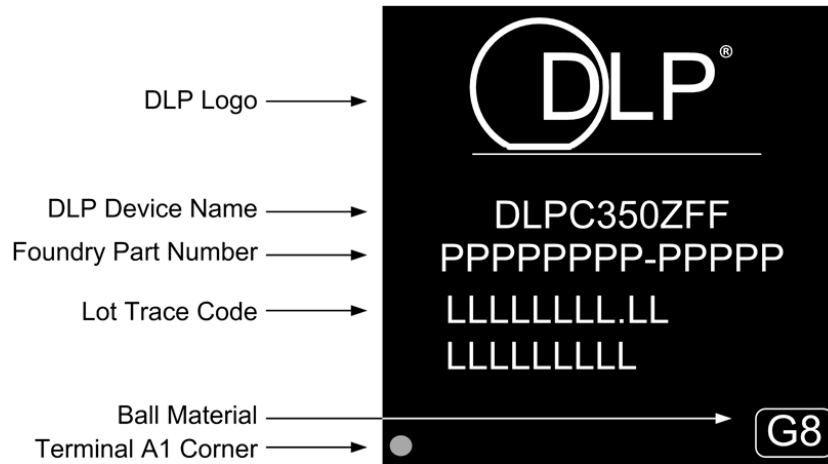 DLP Logo
DLP®
DLP Device Name
DLPC350ZFF
Foundry Part Number
PPPPPPPP-PPPPP
Lot Trace Code
LLLLLLLL.LL
LLLLLLLLL
Ball Material
G8
Terminal A1 Corner